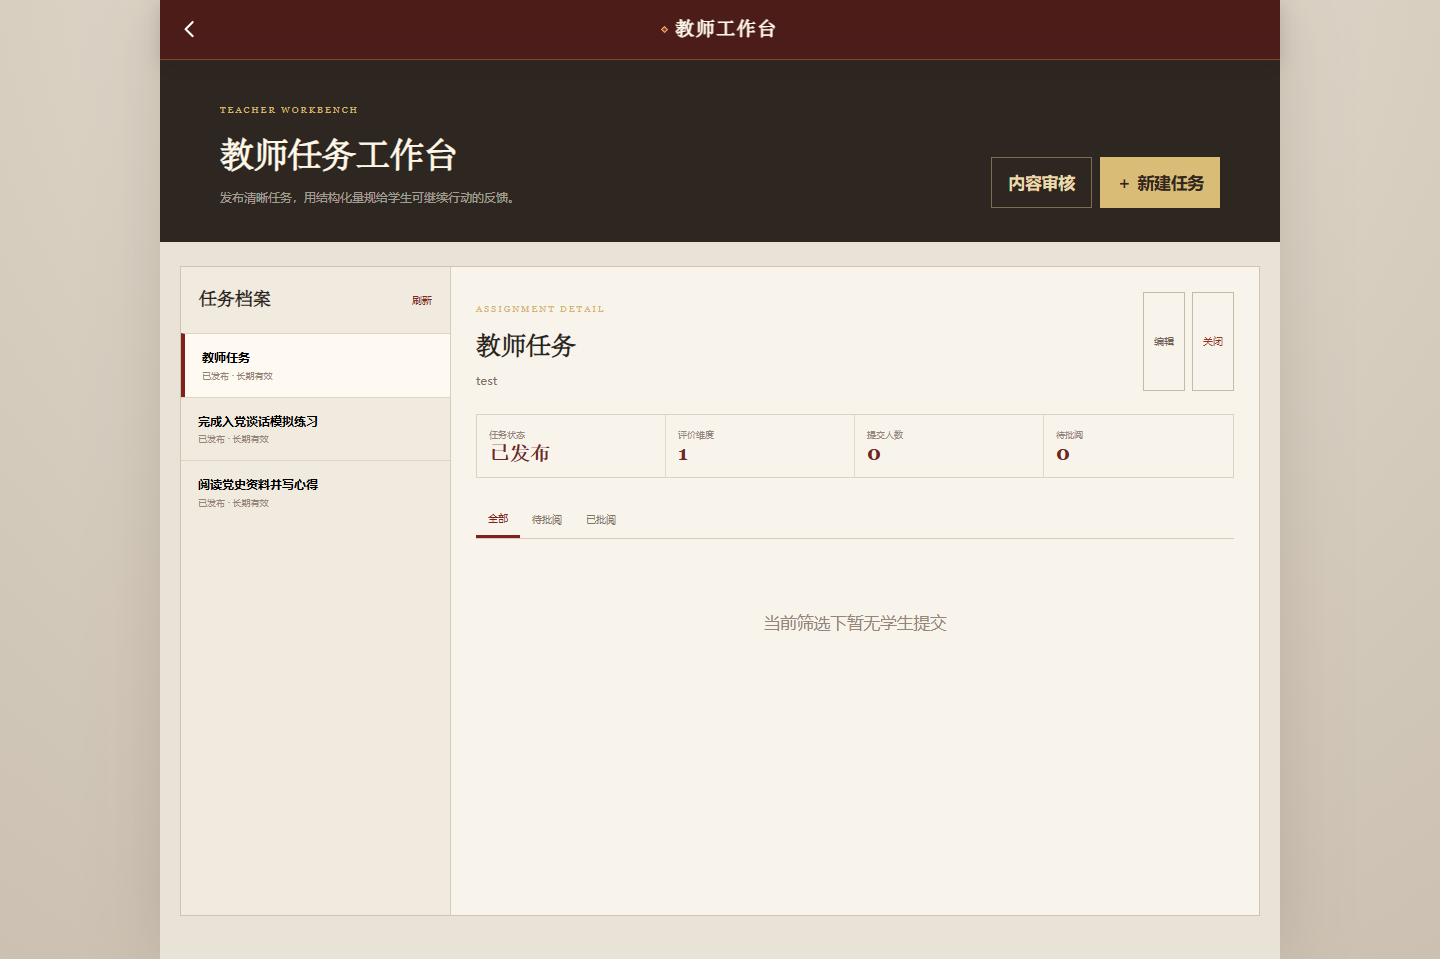 教师工作台
TEACHER WORKBENCH
教师任务工作台
发布清晰任务，用结构化量规给学生可继续行动的反馈。
内容审核
+ 新建任务
任务档案
刷新
教师任务
已发布 · 长期有效
完成入党谈话模拟练习
已发布 · 长期有效
阅读党史资料并写心得
已发布 · 长期有效
ASSIGNMENT DETAIL
教师任务
test
编辑
关闭
任务状态
已发布
评价维度
1
提交人数
0
待批阅
0
全部
待批阅
已批阅
当前筛选下暂无学生提交